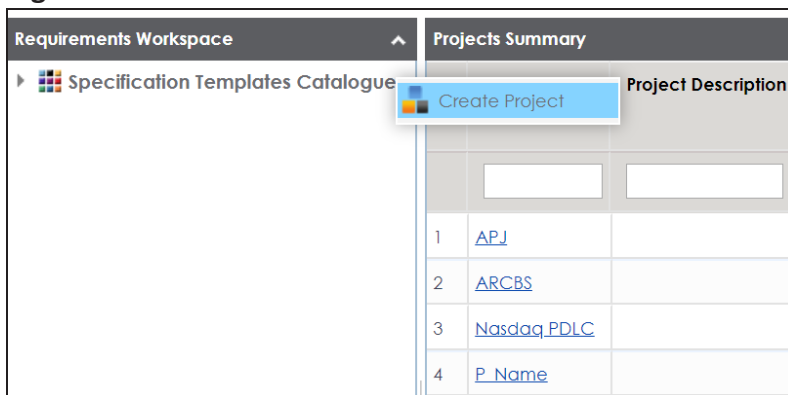 Requirements Workspace
Projects Summary
Specification Templates Catalogue
Create Project
Project Description
1 APJ
2 ARCBS
3 Nasdaq PDLC
4 P_Name